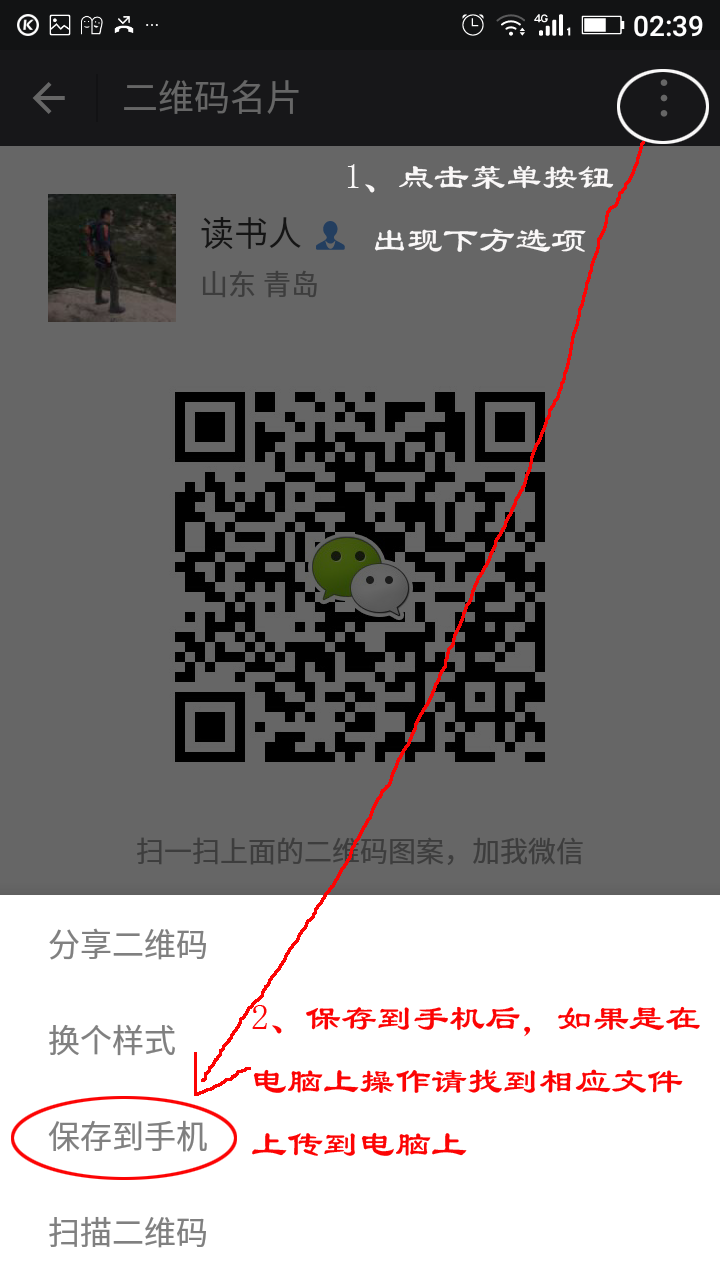 4G 1 02:39
二维码名片
1、点击菜单按钮
出现下方选项
读书人
山东 青岛
扫一扫上面的二维码图案，加我微信
分享二维码
换个样式
2、保存到手机后，如果是在
电脑上操作请找到相应文件
上传到电脑上
保存到手机
扫描二维码